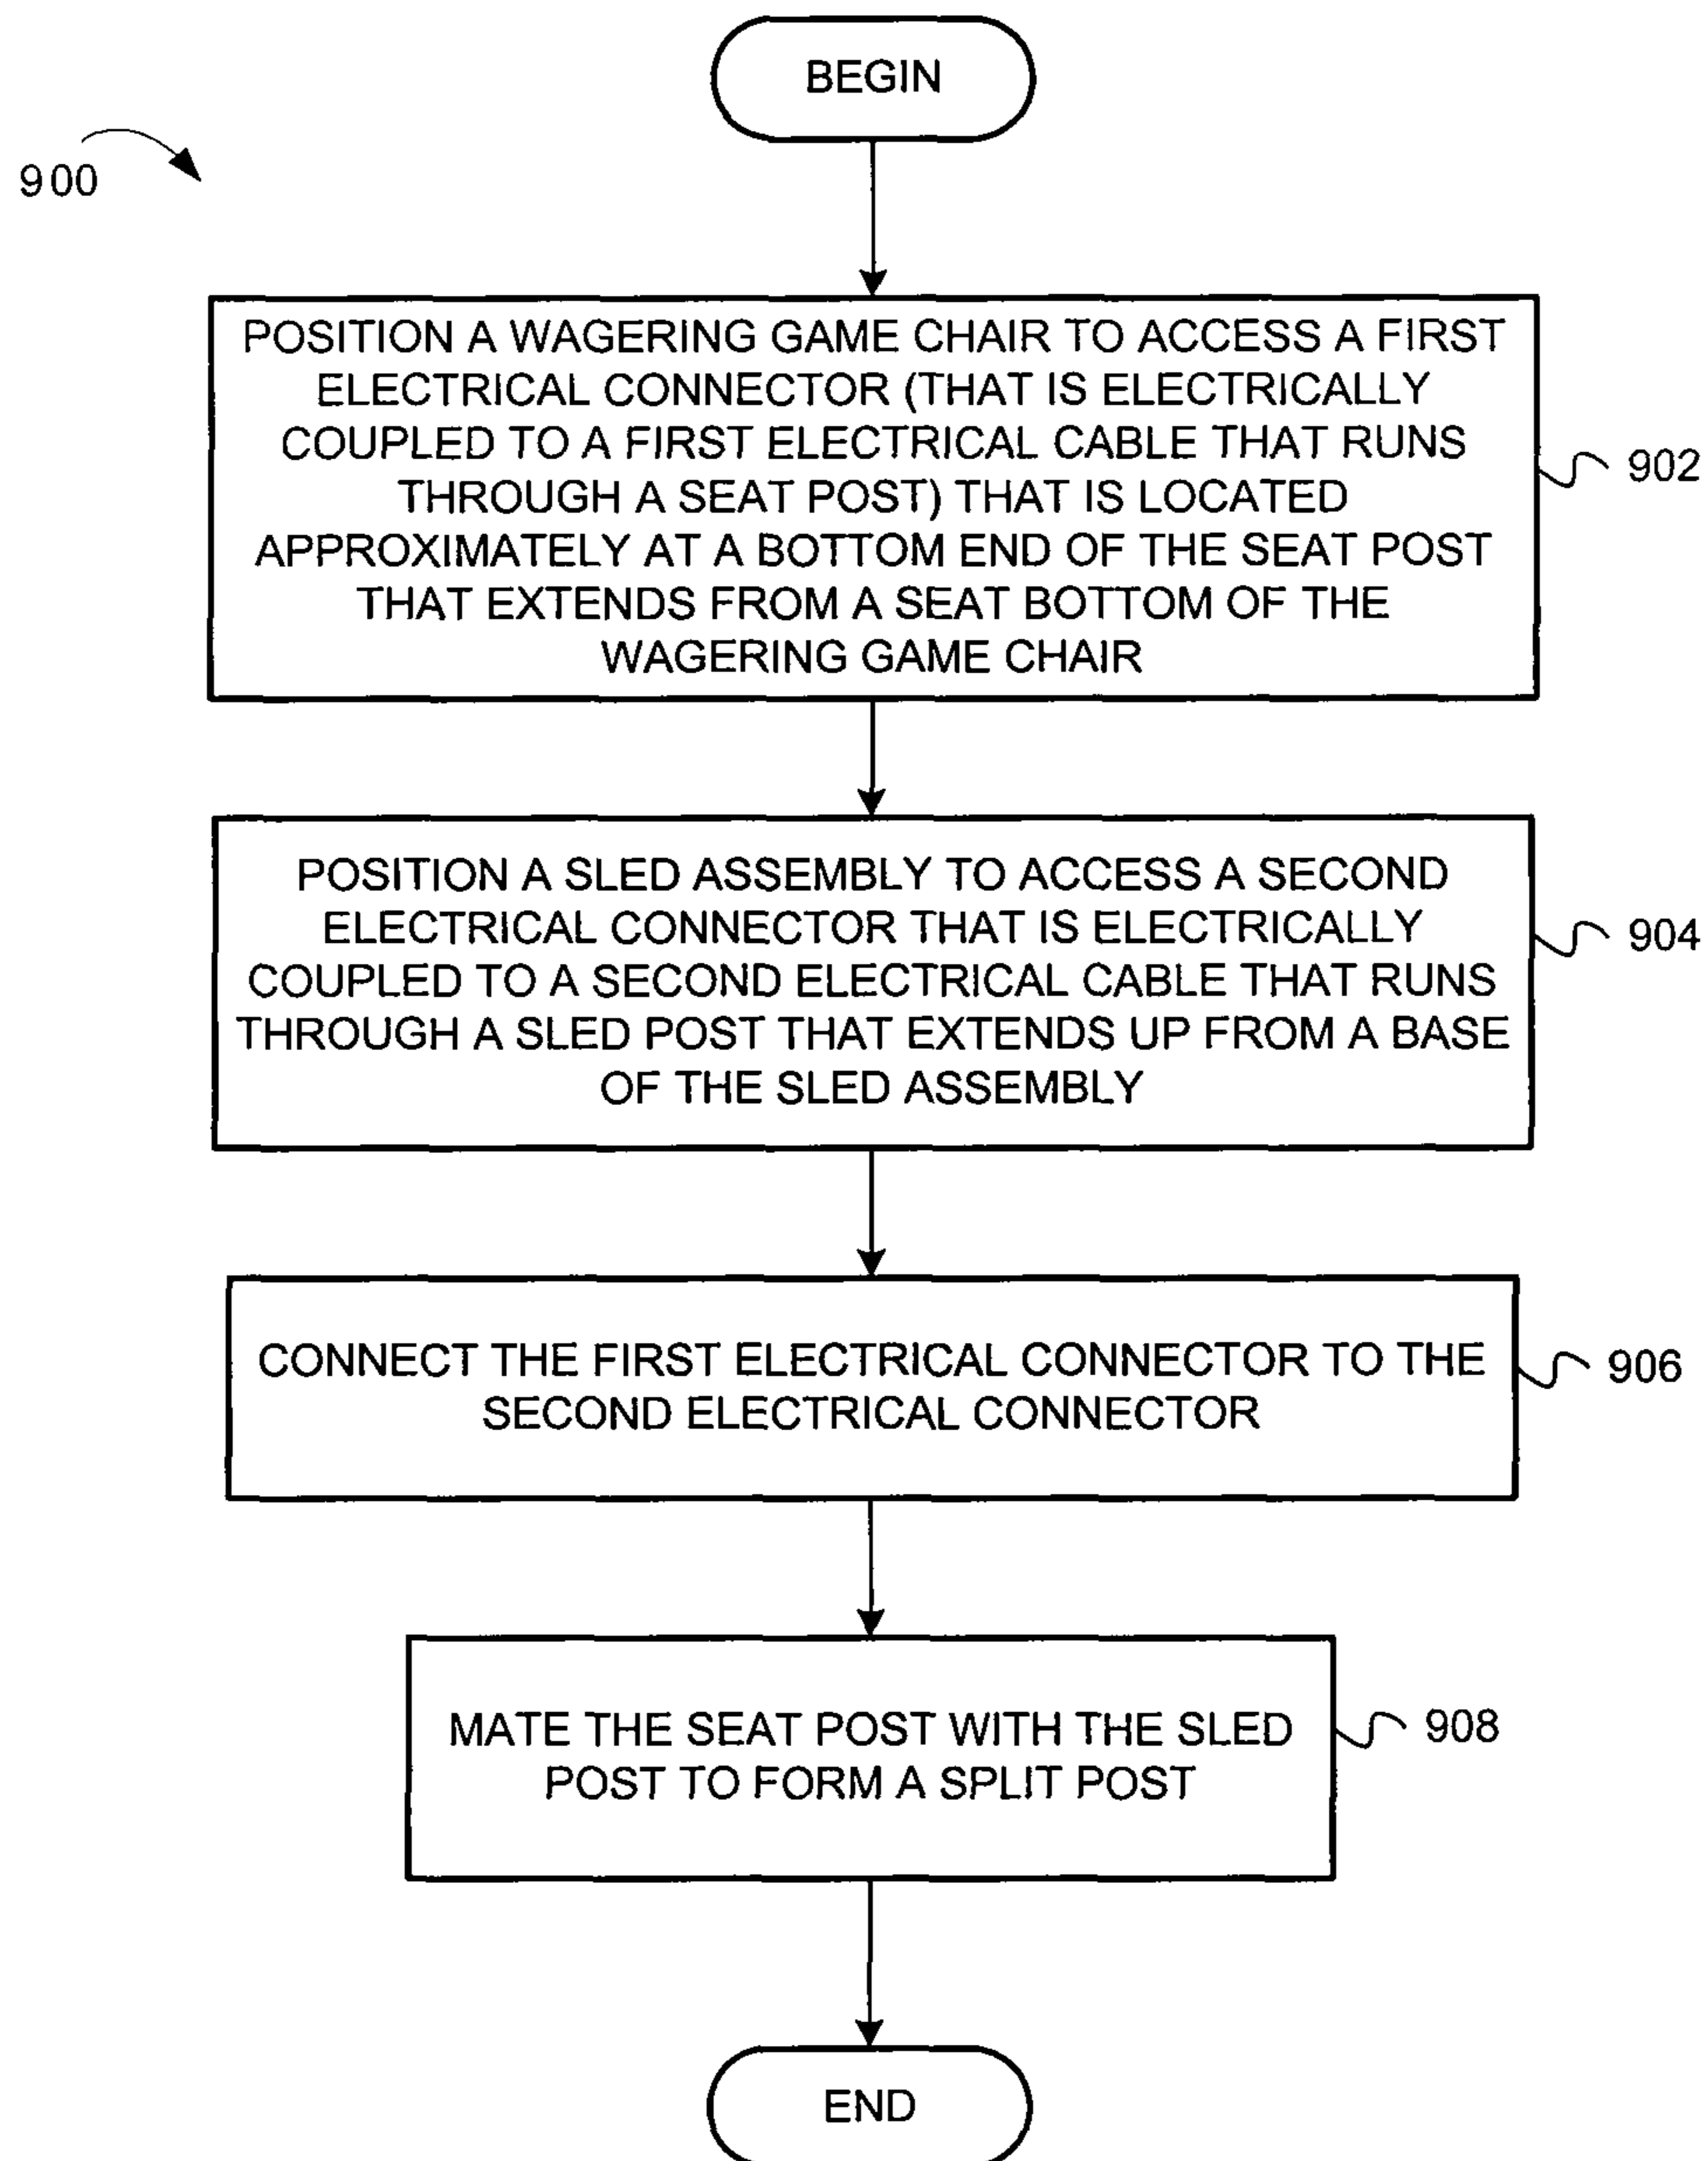 BEGIN
900
POSITION A WAGERING GAME CHAIR TO ACCESS A FIRST
ELECTRICAL CONNECTOR (THAT IS ELECTRICALLY
COUPLED TO A FIRST ELECTRICAL CABLE THAT RUNS
THROUGH A SEAT POST) THAT IS LOCATED
APPROXIMATELY AT A BOTTOM END OF THE SEAT POST
THAT EXTENDS FROM A SEAT BOTTOM OF THE
WAGERING GAME CHAIR
902
POSITION A SLED ASSEMBLY TO ACCESS A SECOND
ELECTRICAL CONNECTOR THAT IS ELECTRICALLY
COUPLED TO A SECOND ELECTRICAL CABLE THAT RUNS
THROUGH A SLED POST THAT EXTENDS UP FROM A BASE
OF THE SLED ASSEMBLY
904
CONNECT THE FIRST ELECTRICAL CONNECTOR TO THE
SECOND ELECTRICAL CONNECTOR
906
MATE THE SEAT POST WITH THE SLED
POST TO FORM A SPLIT POST
908
END